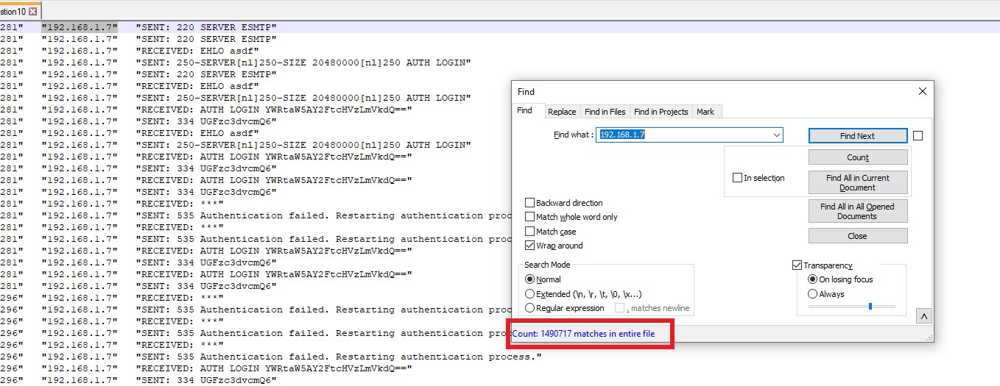 stion10
281" "192.168.1.7" "SENT: 220 SERVER ESMTP"
281" "192.168.1.7" "SENT: 220 SERVER ESMTP"
281" "192.168.1.7" "RECEIVED: EHLO asdf"
281" "192.168.1.7" "SENT: 250-SERVER[nl]250-SIZE 20480000[nl]250 AUTH LOGIN"
281" "192.168.1.7" "SENT: 220 SERVER ESMTP"
281" "192.168.1.7" "RECEIVED: EHLO asdf"
281" "192.168.1.7" "SENT: 250-SERVER[nl]250-SIZE 20480000[nl]250 AUTH LOGIN"
281" "192.168.1.7" "RECEIVED: AUTH LOGIN YWRtaW5AY2FtcHVzLmVkdQ=="
281" "192.168.1.7" "SENT: 334 UGFzc3dvcmQ6"
281" "192.168.1.7" "RECEIVED: EHLO asdf"
281" "192.168.1.7" "SENT: 250-SERVER[nl]250-SIZE 20480000[nl]250 AUTH LOGIN"
281" "192.168.1.7" "RECEIVED: AUTH LOGIN YWRtaW5AY2FtcHVzLmVkdQ=="
281" "192.168.1.7" "SENT: 334 UGFzc3dvcmQ6"
281" "192.168.1.7" "RECEIVED: AUTH LOGIN YWRtaW5AY2FtcHVzLmVkdQ=="
281" "192.168.1.7" "SENT: 334 UGFzc3dvcmQ6"
281" "192.168.1.7" "RECEIVED: ***"
281" "192.168.1.7" "SENT: 535 Authentication failed. Restarting authentication proc
281" "192.168.1.7" "RECEIVED: ***"
281" "192.168.1.7" "SENT: 535 Authentication failed. Restarting authentication proc
281" "192.168.1.7" "RECEIVED: AUTH LOGIN YWRtaW5AY2FtcHVzLmVkdQ=="
281" "192.168.1.7" "SENT: 334 UGFzc3dvcmQ6"
281" "192.168.1.7" "RECEIVED: AUTH LOGIN YWRtaW5AY2FtcHVzLmVkdQ=="
281" "192.168.1.7" "SENT: 334 UGFzc3dvcmQ6"
296" "192.168.1.7" "RECEIVED: ***"
296" "192.168.1.7" "SENT: 535 Authentication failed. Restarting authentication proc
296" "192.168.1.7" "RECEIVED: ***"
296" "192.168.1.7" "SENT: 535 Authentication failed. Restarting authentication proc
296" "192.168.1.7" "RECEIVED: ***"
296" "192.168.1.7" "SENT: 535 Authentication failed. Restarting authentication process."
296" "192.168.1.7" "RECEIVED: AUTH LOGIN YWRtaW5AY2FtcHVzLmVkdQ=="
296" "192.168.1.7" "SENT: 334 UGFzc3dvcmQ6"
Find
Find Replace Find in Files Find in Projects Mark
Find what : 192.168.1.7
Find Next
Count
In selection
Find All in Current
Document
Find All in All Opened
Documents
Close
Backward direction
Match whole word only
Match case
Wrap around
Search Mode
Normal
Extended (\n, \r, \t, \0, \x...)
Regular expression . matches newline
Transparency
On losing focus
Always
Count: 1490717 matches in entire file